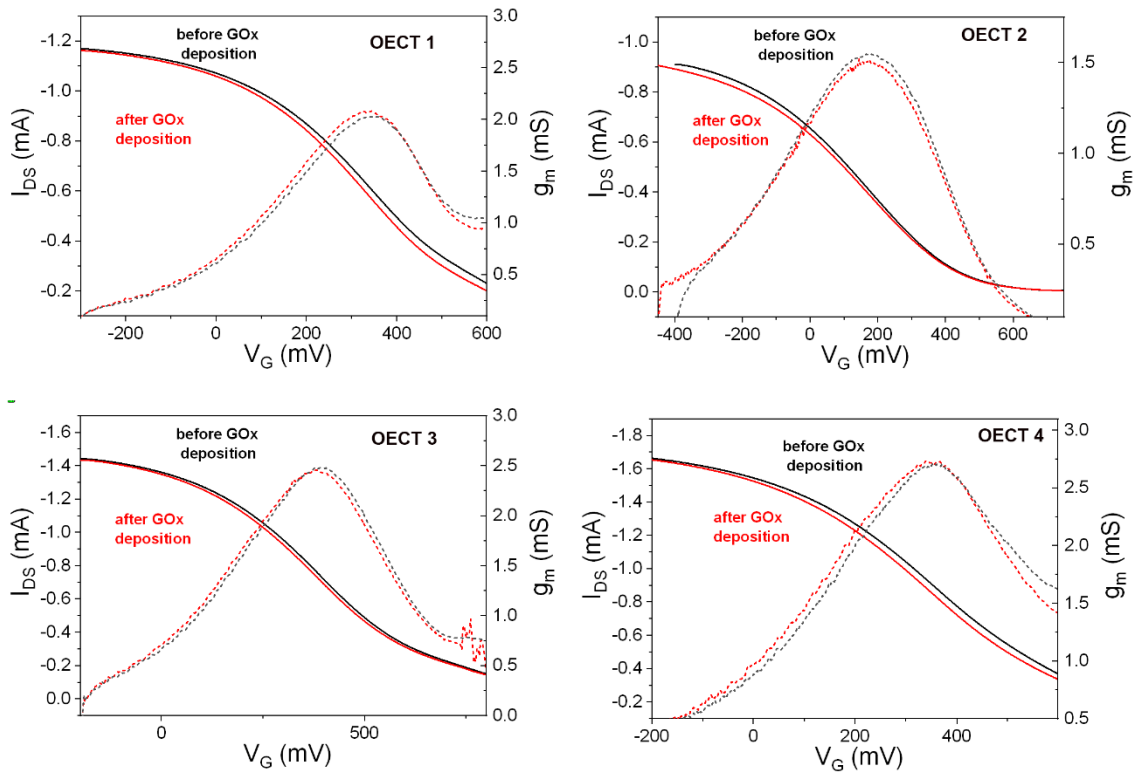 OECT 1
before GOx
deposition
after GOx
deposition
-1.2
-1.0
-0.8
-0.6
-0.4
-0.2
I_DS (mA)
3.0
2.5
2.0
1.5
1.0
0.5
g_m (mS)
-200 0 200 400 600
V_G (mV)
OECT 2
before GOx
deposition
after GOx
deposition
-1.0
-0.8
-0.6
-0.4
-0.2
0.0
I_DS (mA)
1.5
1.0
0.5
g_m (mS)
-400 -200 0 200 400 600
V_G (mV)
OECT 3
before GOx
deposition
after GOx
deposition
-1.6
-1.4
-1.2
-1.0
-0.8
-0.6
-0.4
-0.2
0.0
I_DS (mA)
3.0
2.5
2.0
1.5
1.0
0.5
0.0
g_m (mS)
0 500
V_G (mV)
OECT 4
before GOx
deposition
after GOx
deposition
-1.8
-1.6
-1.4
-1.2
-1.0
-0.8
-0.6
-0.4
-0.2
I_DS (mA)
3.0
2.5
2.0
1.5
1.0
0.5
g_m (mS)
-200 0 200 400
V_G (mV)